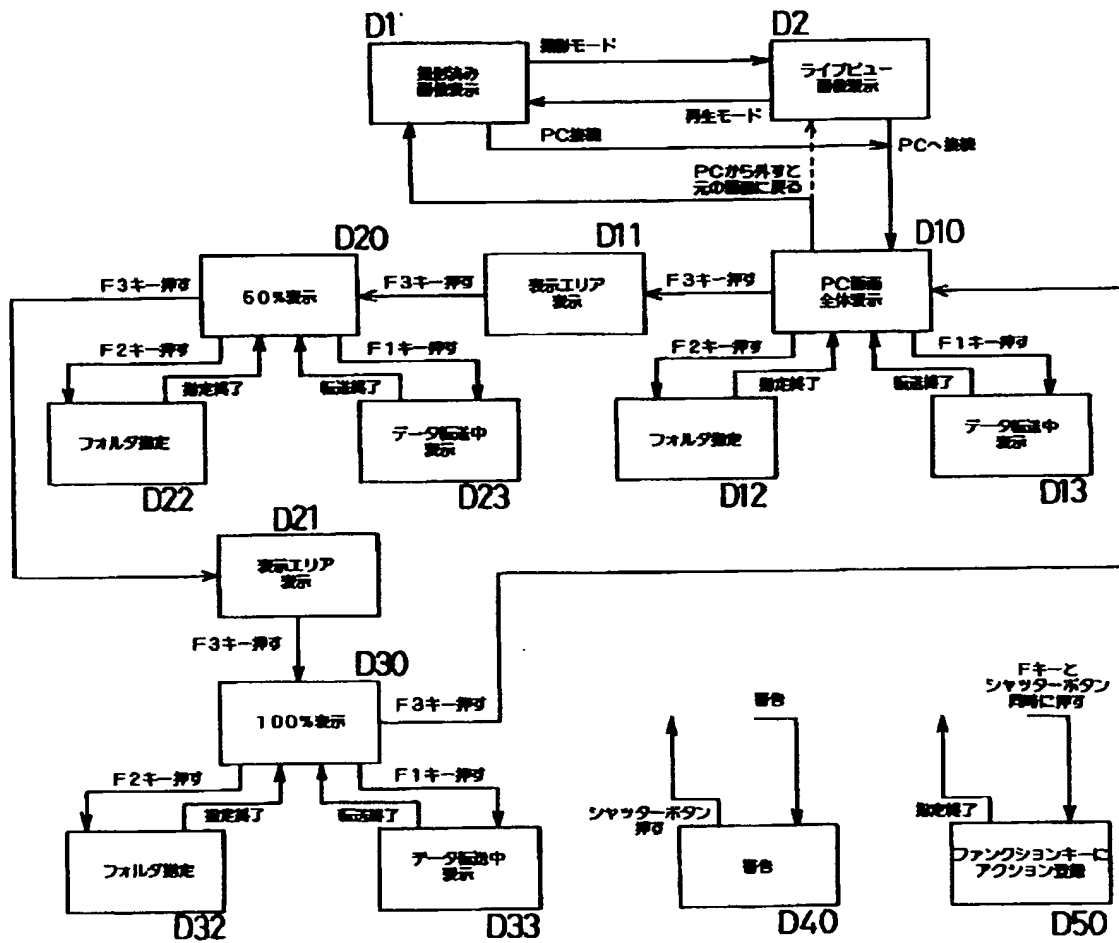 D1
撮影済み
画像表示
撮影モード
再生モード
D2
ライブビュー
画像表示
PC接続
PCへ接続
PCから外すと
元の画面に戻る
D20
50%表示
F3キー押す
F3キー押す
D11
表示エリア
表示
F3キー押す
D10
PC画面
全体表示
F2キー押す
指定終了
転送終了
F1キー押す
F2キー押す
指定終了
転送終了
F1キー押す
フォルダ指定
D22
データ転送中
表示
D23
フォルダ指定
D12
データ転送中
表示
D13
D21
表示エリア
表示
F3キー押す
D30
100%表示
F3キー押す
F2キー押す
指定終了
転送終了
F1キー押す
フォルダ指定
D32
データ転送中
表示
D33
警告
シャッターボタン
押す
警告
D40
Fキーと
シャッターボタン
同時に押す
指定終了
ファンクションキーに
アクション登録
D50